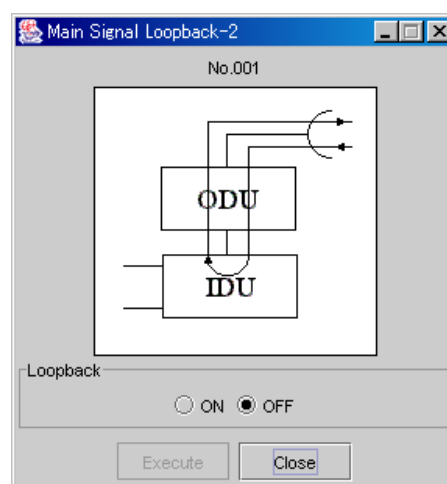 Main Signal Loopback-2
No.001
ODU
IDU
Loopback
ON OFF
Execute Close